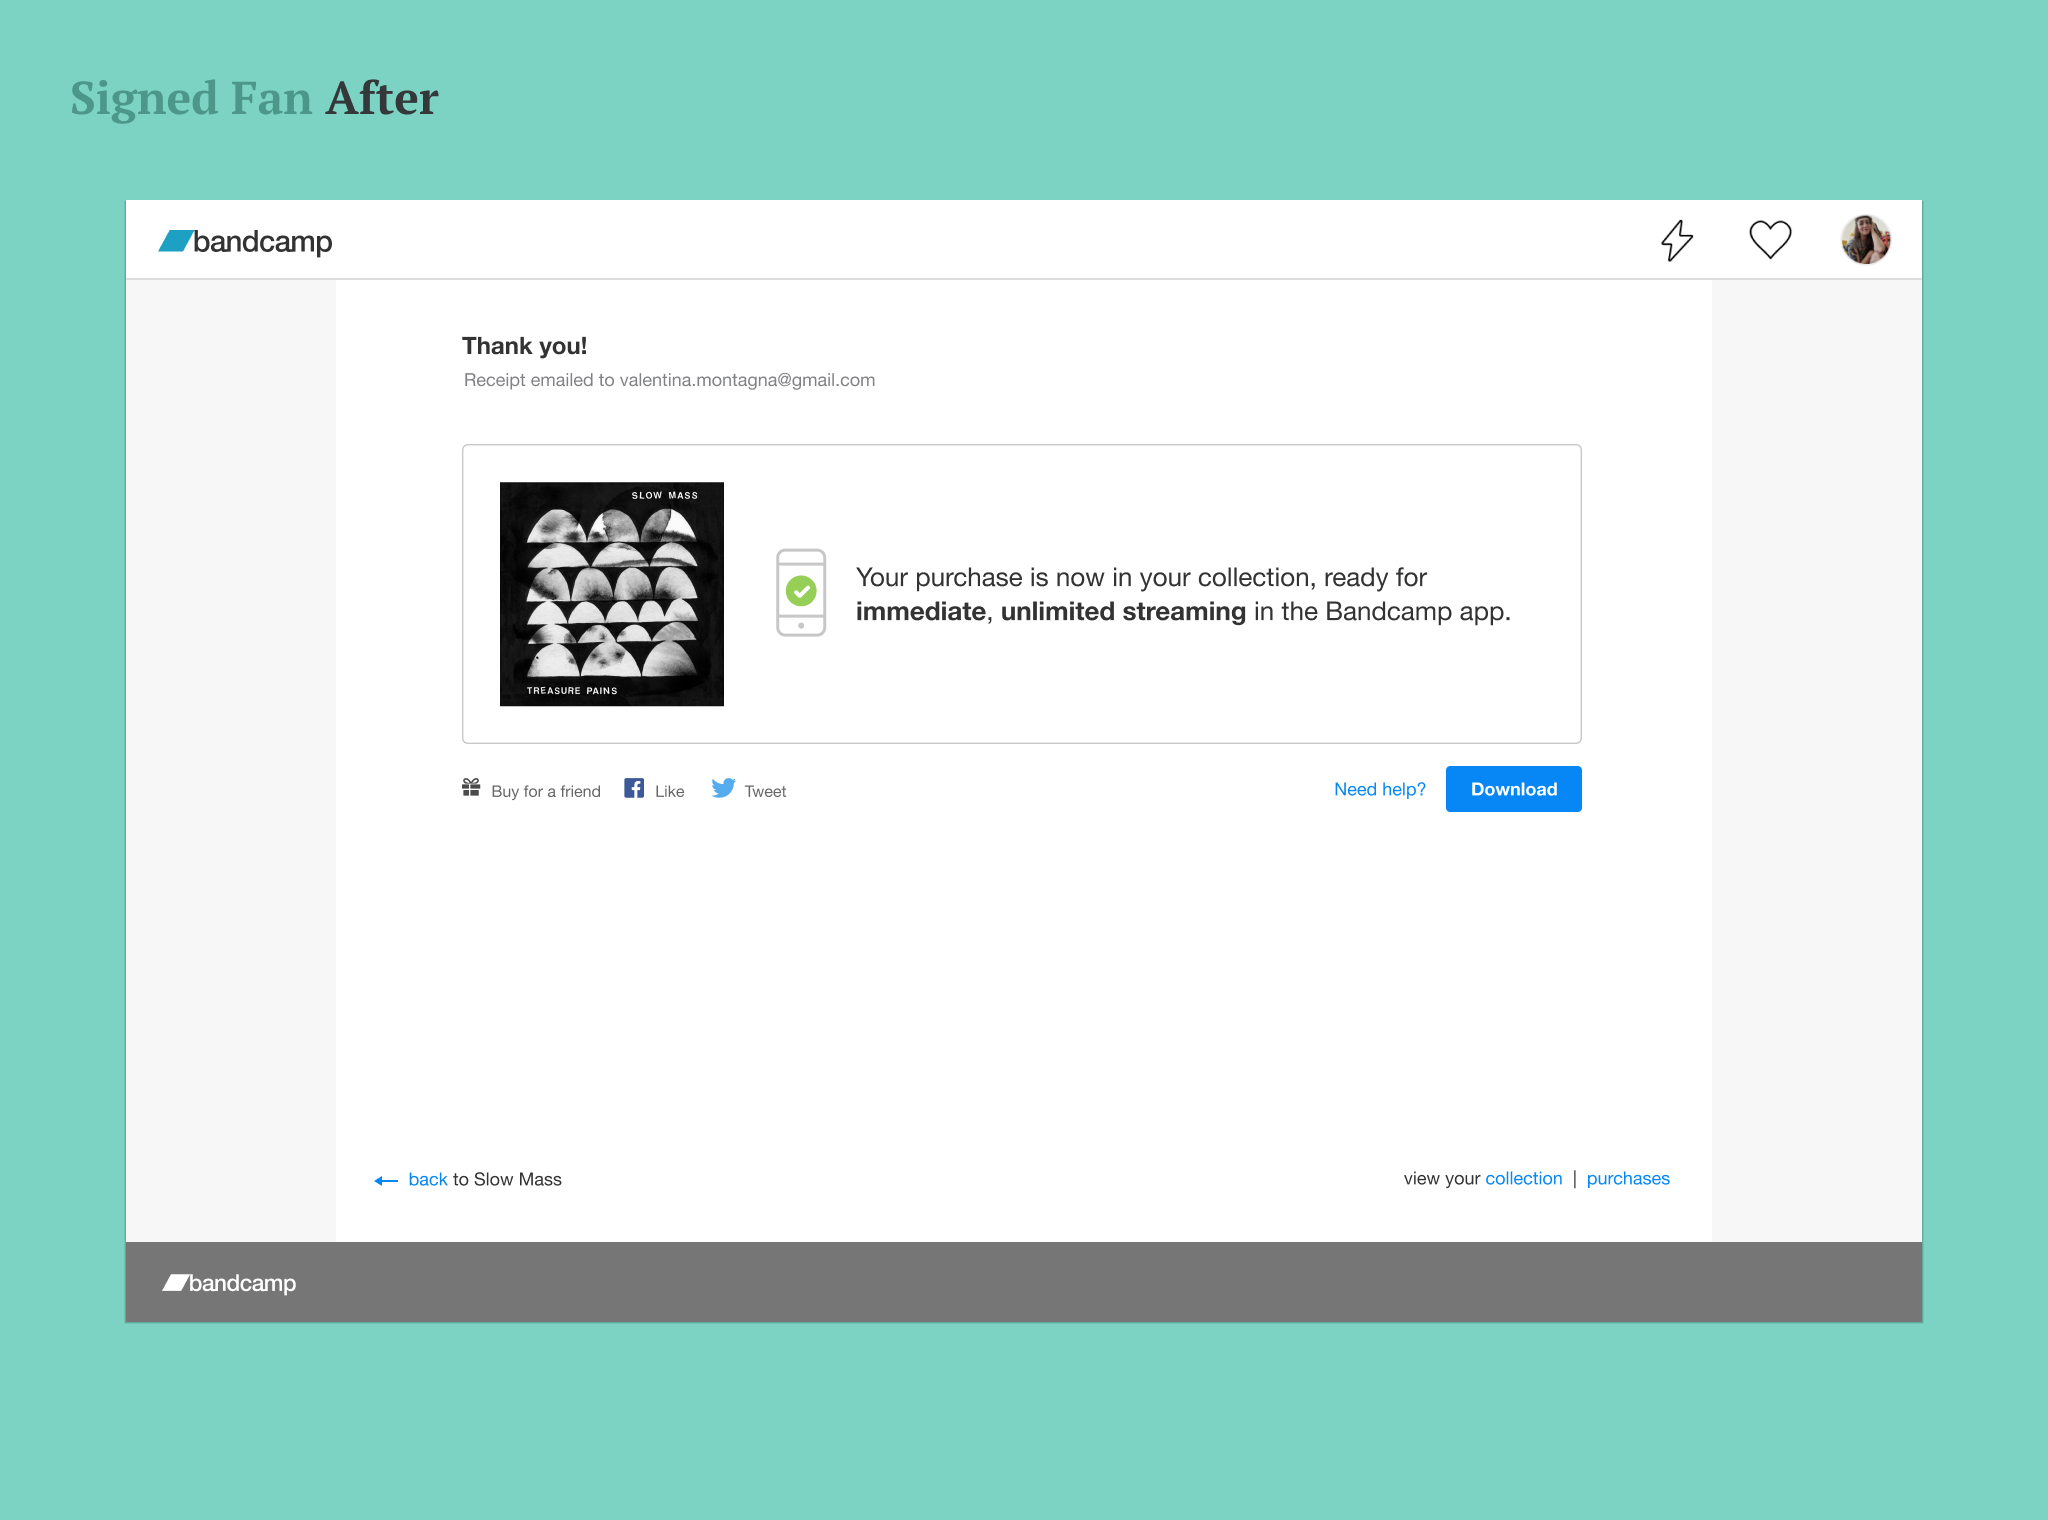 Signed Fan After
bandcamp
Thank you!
Receipt emailed to valentina.montagna@gmail.com
SLOW MASS
TREASURE PAINS
Your purchase is now in your collection, ready for
immediate, unlimited streaming in the Bandcamp app.
Buy for a friend Like Tweet
Need help? Download
back to Slow Mass
view your collection | purchases
bandcamp